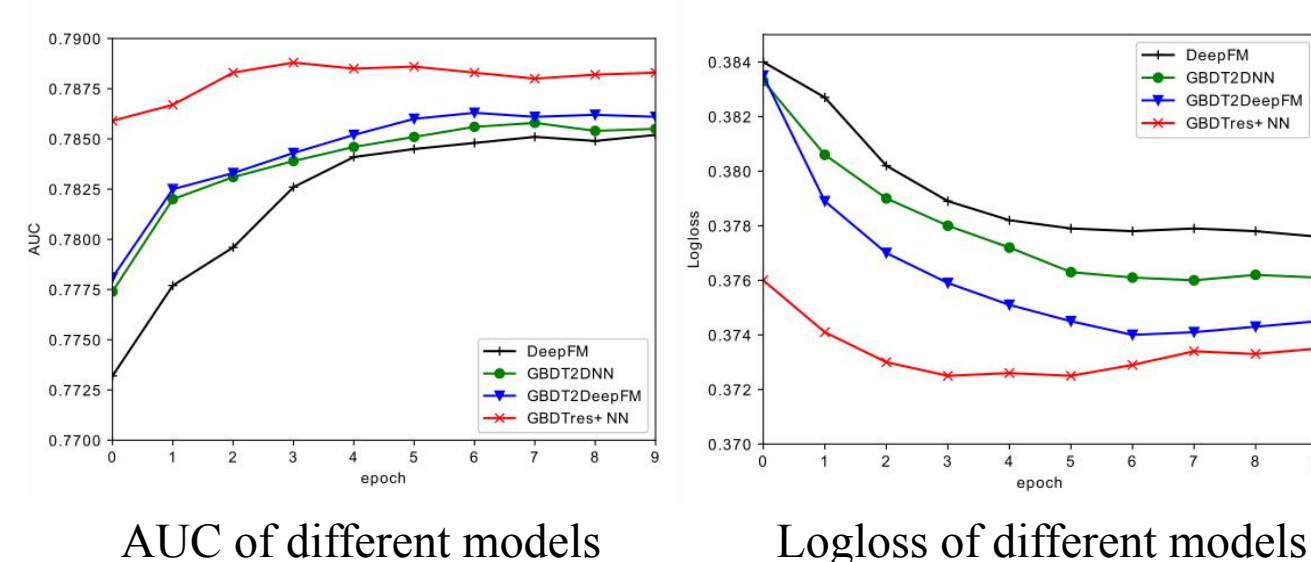 0.7900
0.7875
0.7850
0.7825
0.7800
0.7775
0.7750
0.7725
0.7700
AUC
0 1 2 3 4 5 6 7 8 9
epoch
DeepFM
GBDT2DNN
GBDT2DeepFM
GBDTres+ NN
AUC of different models
0.384
0.382
0.380
0.378
0.376
0.374
0.372
0.370
Logloss
0 1 2 3 4 5 6 7 8
epoch
DeepFM
GBDT2DNN
GBDT2DeepFM
GBDTres+ NN
Logloss of different models